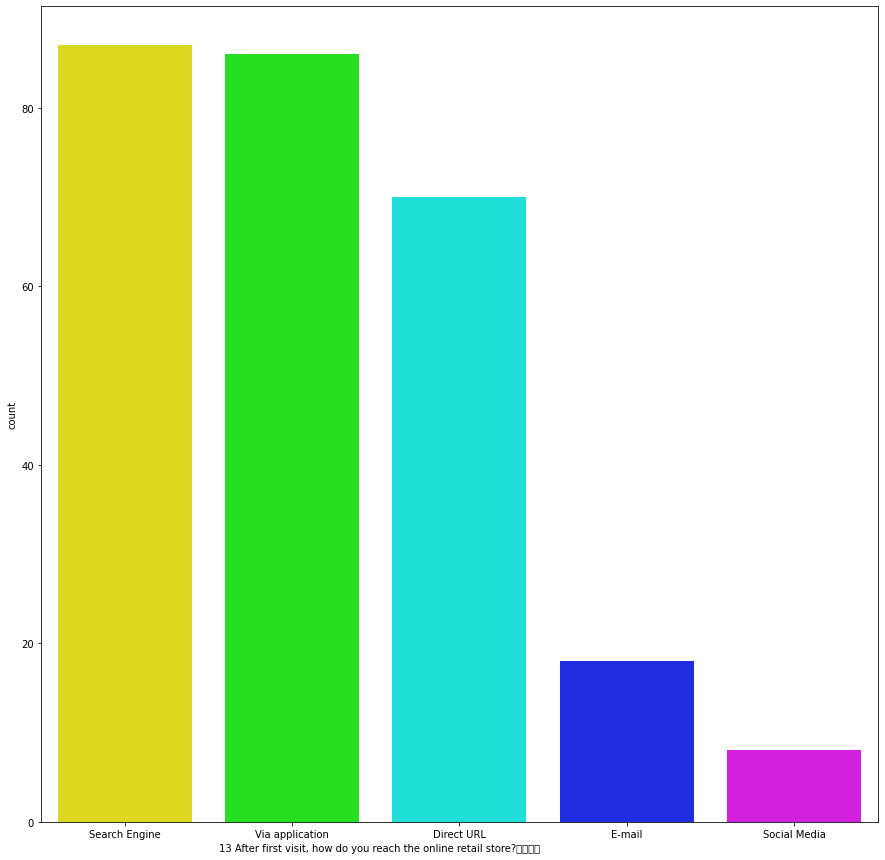 80
60
40
20
0
count
Search Engine Via application Direct URL E-mail Social Media
13 After first visit, how do you reach the online retail store?